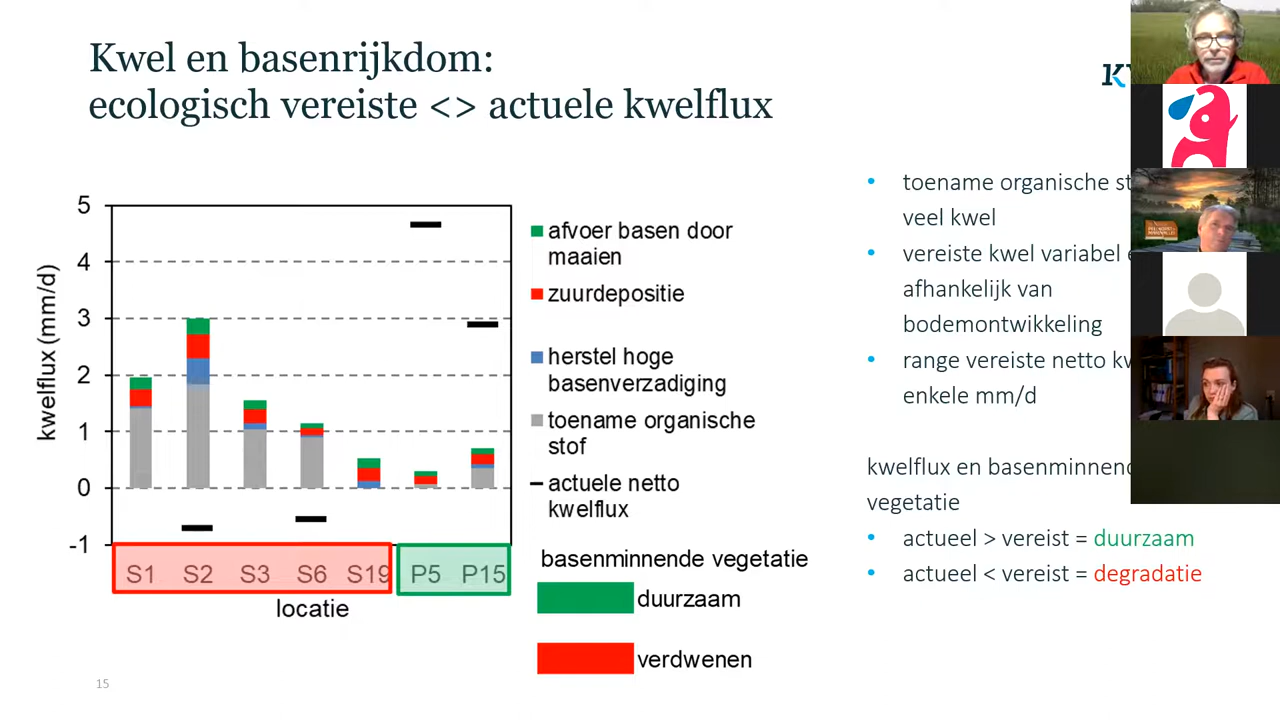 Kwel en basenrijkdom:
ecologisch vereiste <> actuele kwelflux
5
4
3
2
1
0
-1
kwelflux (mm/d)
S1 S2 S3 S6 S19 P5 P15
locatie
afvoer basen door
maaien
zuurdepositie
herstel hoge
basenverzadiging
toename organische
stof
actuele netto
kwelflux
basenminnende vegetatie
duurzaam
verdwenen
• toename organische
veel kwel
• vereiste kwel variabel
afhankelijk van
bodemontwikkeling
• range vereiste netto
enkele mm/d
kwelflux en basenminnend
vegetatie
• actueel > vereist = duurzaam
• actueel < vereist = degradatie
15